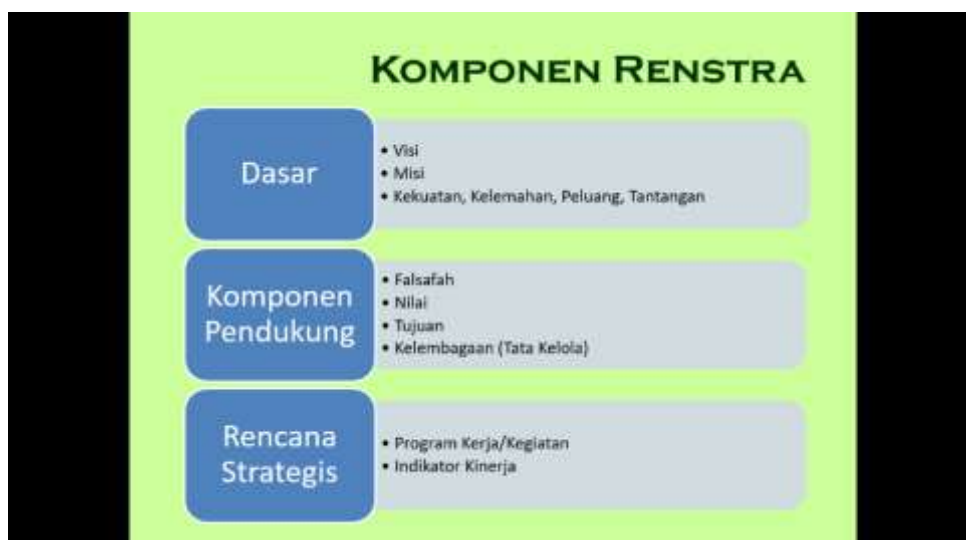 KOMPONEN RENSTRA
Dasar
• Visi
• Misi
• Kekuatan, Kelemahan, Peluang, Tantangan
Komponen
Pendukung
• Falsafah
• Nilai
• Tujuan
• Kelembagaan (Tata Kelola)
Rencana
Strategis
• Program Kerja/Kegiatan
• Indikator Kinerja